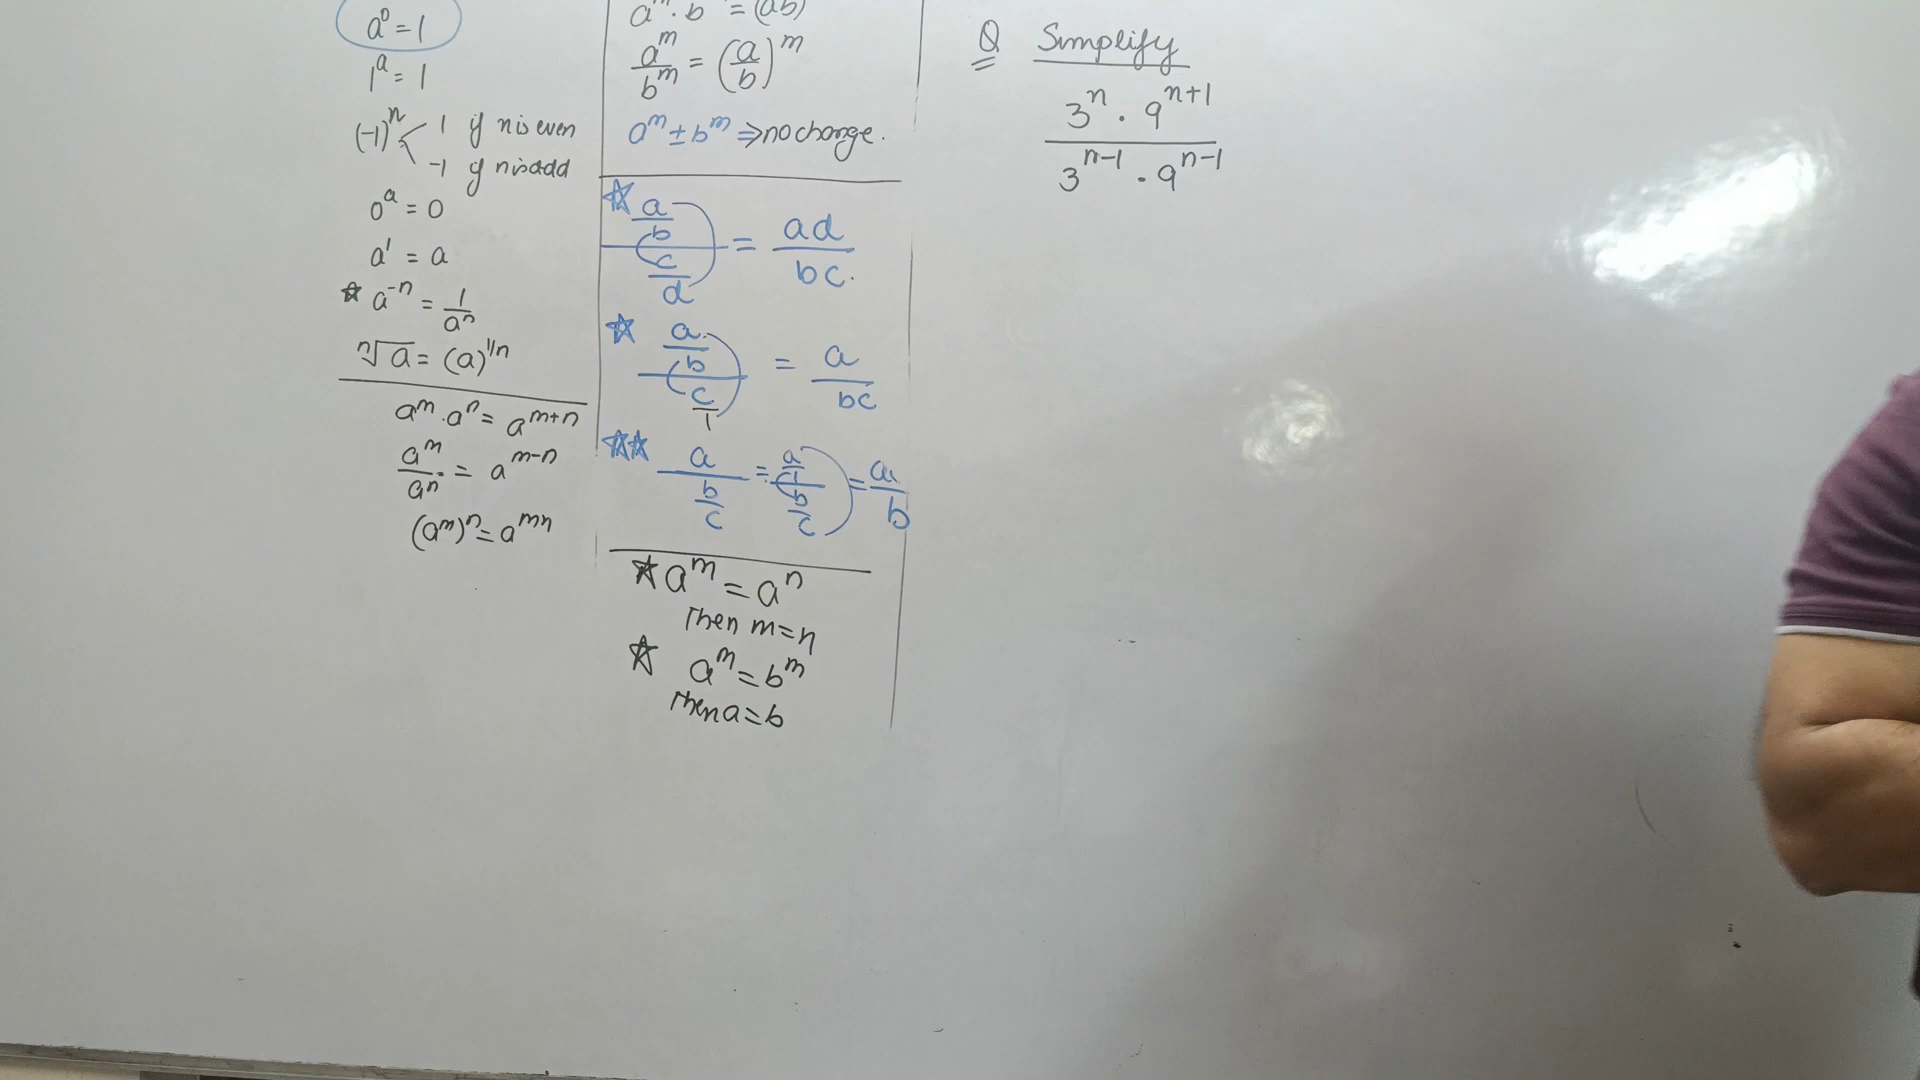 a⁰ = 1
1ᵃ = 1
(-1)ⁿ < 1 if n is even
-1 if n is odd
0ᵃ = 0
a¹ = a
☆ a⁻ⁿ = 1/aⁿ
ⁿ√a = (a)^1/n
aᵐ . aⁿ = aᵐ⁺ⁿ
aᵐ/aⁿ = aᵐ⁻ⁿ
(aᵐ)ⁿ = aᵐⁿ
aᵐ . b = (ab)
aᵐ/bᵐ = (a/b)ᵐ
aᵐ ± bᵐ ⇒ no change.
☆ (a/b)/(c/d) = ad/bc.
☆ (a/b)/(c/1) = a/bc
☆☆ a/(b/c) = (a/1)/(b/c) = a/b
☆ aᵐ = aⁿ
Then m = n
☆ aᵐ = bᵐ
Then a = b
Q Simplify
3ⁿ . 9ⁿ⁺¹
3ⁿ⁻¹ . 9ⁿ⁻¹